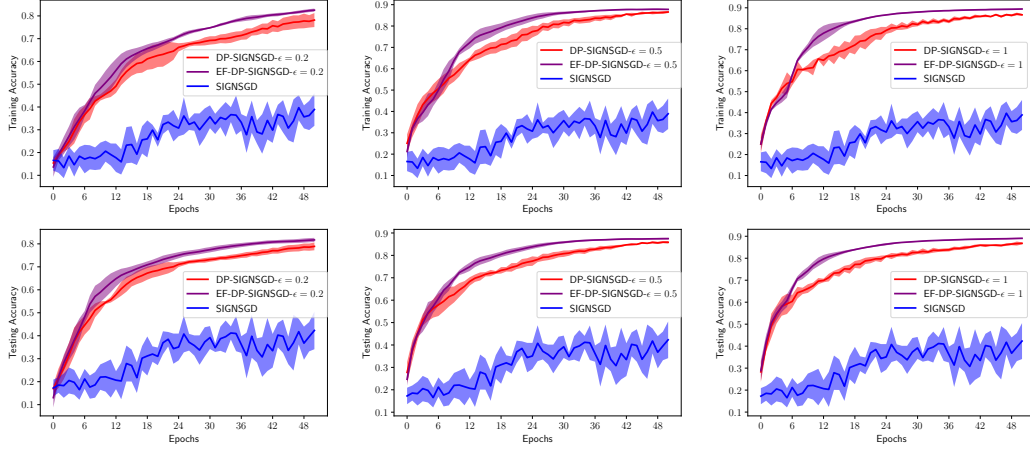 Training Accuracy
0.8
0.7
0.6
0.5
0.4
0.3
0.2
0.1
0 6 12 18 24 30 36 42 48
Epochs
DP-SIGNSGD-ϵ = 0.2
EF-DP-SIGNSGD-ϵ = 0.2
SIGNSGD
Training Accuracy
0.9
0.8
0.7
0.6
0.5
0.4
0.3
0.2
0.1
0 6 12 18 24 30 36 42 48
Epochs
DP-SIGNSGD-ϵ = 0.5
EF-DP-SIGNSGD-ϵ = 0.5
SIGNSGD
Training Accuracy
0.9
0.8
0.7
0.6
0.5
0.4
0.3
0.2
0.1
0 6 12 18 24 30 36 42 48
Epochs
DP-SIGNSGD-ϵ = 1
EF-DP-SIGNSGD-ϵ = 1
SIGNSGD
Testing Accuracy
0.8
0.7
0.6
0.5
0.4
0.3
0.2
0.1
0 6 12 18 24 30 36 42 48
Epochs
DP-SIGNSGD-ϵ = 0.2
EF-DP-SIGNSGD-ϵ = 0.2
SIGNSGD
Testing Accuracy
0.9
0.8
0.7
0.6
0.5
0.4
0.3
0.2
0.1
0 6 12 18 24 30 36 42 48
Epochs
DP-SIGNSGD-ϵ = 0.5
EF-DP-SIGNSGD-ϵ = 0.5
SIGNSGD
Testing Accuracy
0.9
0.8
0.7
0.6
0.5
0.4
0.3
0.2
0.1
0 6 12 18 24 30 36 42 48
Epochs
DP-SIGNSGD-ϵ = 1
EF-DP-SIGNSGD-ϵ = 1
SIGNSGD